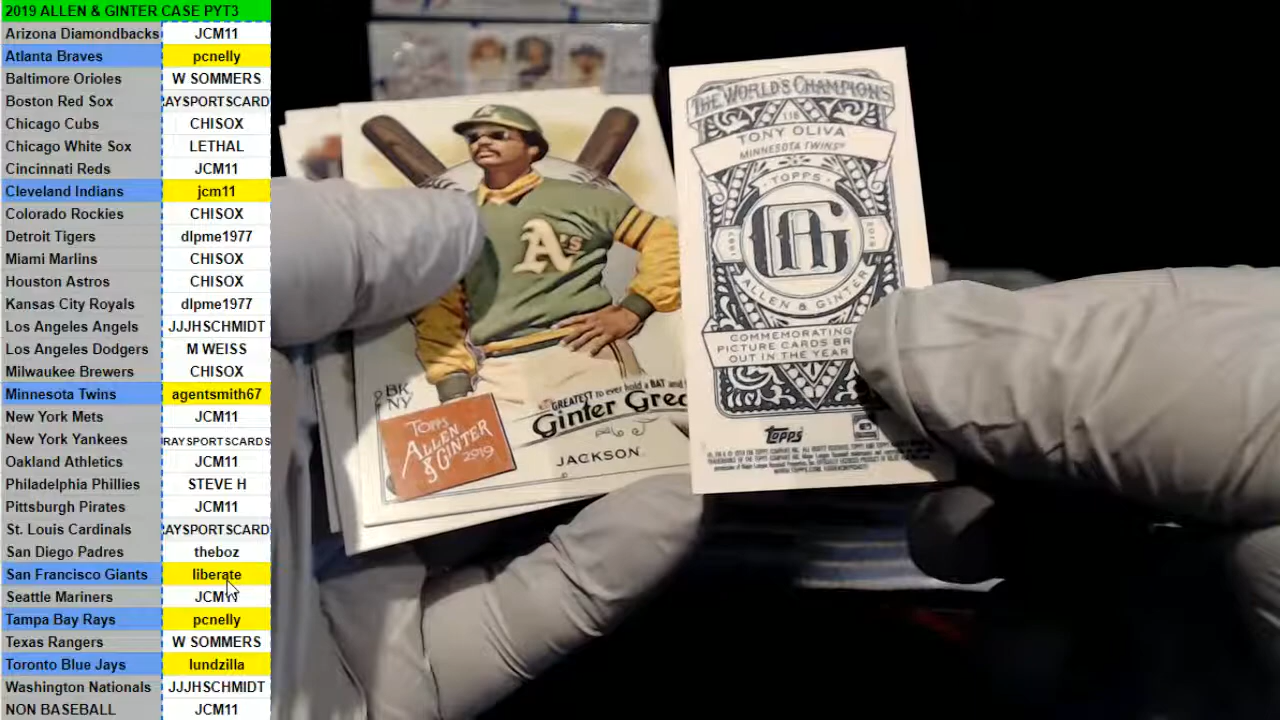 2019 ALLEN & GINTER CASE PYT3
Arizona Diamondbacks JCM11
Atlanta Braves pcnelly
Baltimore Orioles W SOMMERS
Boston Red Sox RAYSPORTSCARD
Chicago Cubs CHISOX
Chicago White Sox LETHAL
Cincinnati Reds JCM11
Cleveland Indians jcm11
Colorado Rockies CHISOX
Detroit Tigers dlpme1977
Miami Marlins CHISOX
Houston Astros CHISOX
Kansas City Royals dlpme1977
Los Angeles Angels JJJHSCHMIDT
Los Angeles Dodgers M WEISS
Milwaukee Brewers CHISOX
Minnesota Twins agentsmith67
New York Mets JCM11
New York Yankees RAYSPORTSCARDS
Oakland Athletics JCM11
Philadelphia Phillies STEVE H
Pittsburgh Pirates JCM11
St. Louis Cardinals RAYSPORTSCARD
San Diego Padres theboz
San Francisco Giants liberate
Seattle Mariners JCM11
Tampa Bay Rays pcnelly
Texas Rangers W SOMMERS
Toronto Blue Jays lundzilla
Washington Nationals JJJHSCHMIDT
NON BASEBALL JCM11
A's
BK
NY
TOPPS
ALLEN
& GINTER
2019
GREATEST to ever hold a BAT and
Ginter Grea
JACKSON
THE WORLD'S CHAMPIONS
118
TONY OLIVA
MINNESOTA TWINS®
TOPPS
AG
ALLEN & GINTER
COMMEMORATING
PICTURE CARDS BR
OUT IN THE YEAR
Topps